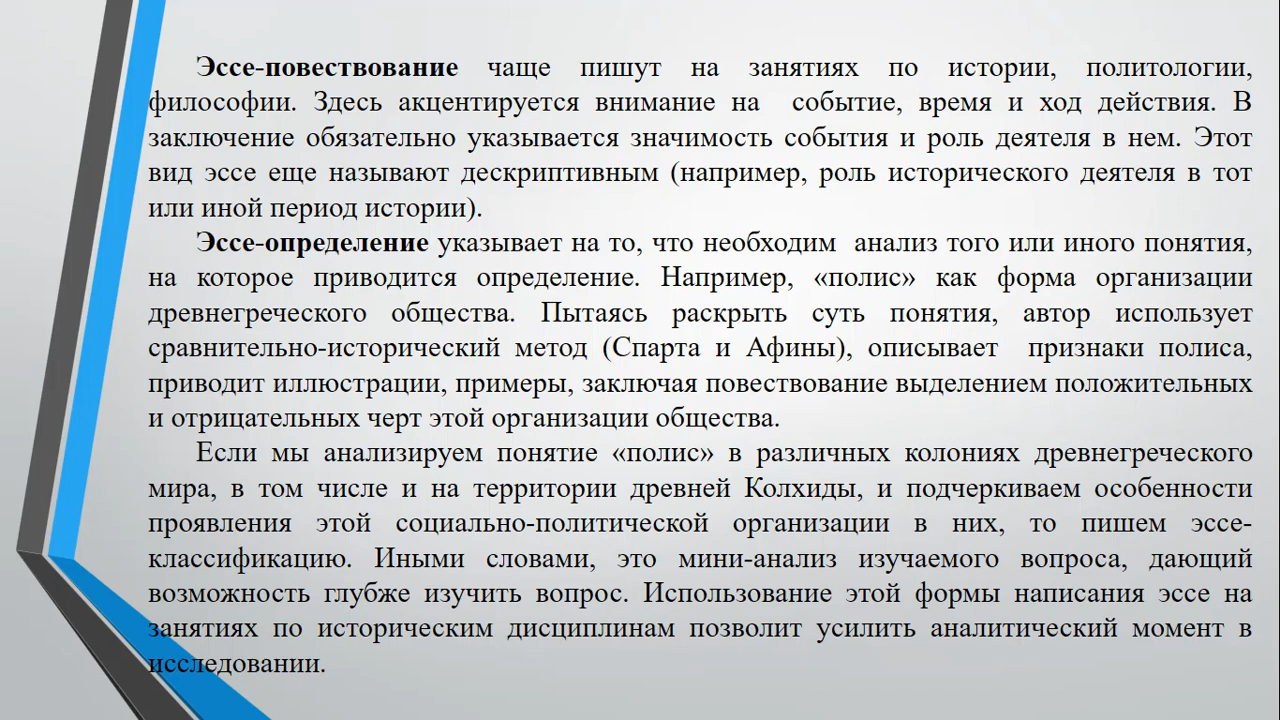 Эссе-повествование чаще пишут на занятиях по истории, политологии,
философии. Здесь акцентируется внимание на событие, время и ход действия. В
заключение обязательно указывается значимость события и роль деятеля в нем. Этот
вид эссе еще называют дескриптивным (например, роль исторического деятеля в тот
или иной период истории).
Эссе-определение указывает на то, что необходим анализ того или иного понятия,
на которое приводится определение. Например, «полис» как форма организации
древнегреческого общества. Пытаясь раскрыть суть понятия, автор использует
сравнительно-исторический метод (Спарта и Афины), описывает признаки полиса,
приводит иллюстрации, примеры, заключая повествование выделением положительных
и отрицательных черт этой организации общества.
Если мы анализируем понятие «полис» в различных колониях древнегреческого
мира, в том числе и на территории древней Колхиды, и подчеркиваем особенности
проявления этой социально-политической организации в них, то пишем эссе-
классификацию. Иными словами, это мини-анализ изучаемого вопроса, дающий
возможность глубже изучить вопрос. Использование этой формы написания эссе на
занятиях по историческим дисциплинам позволит усилить аналитический момент в
исследовании.